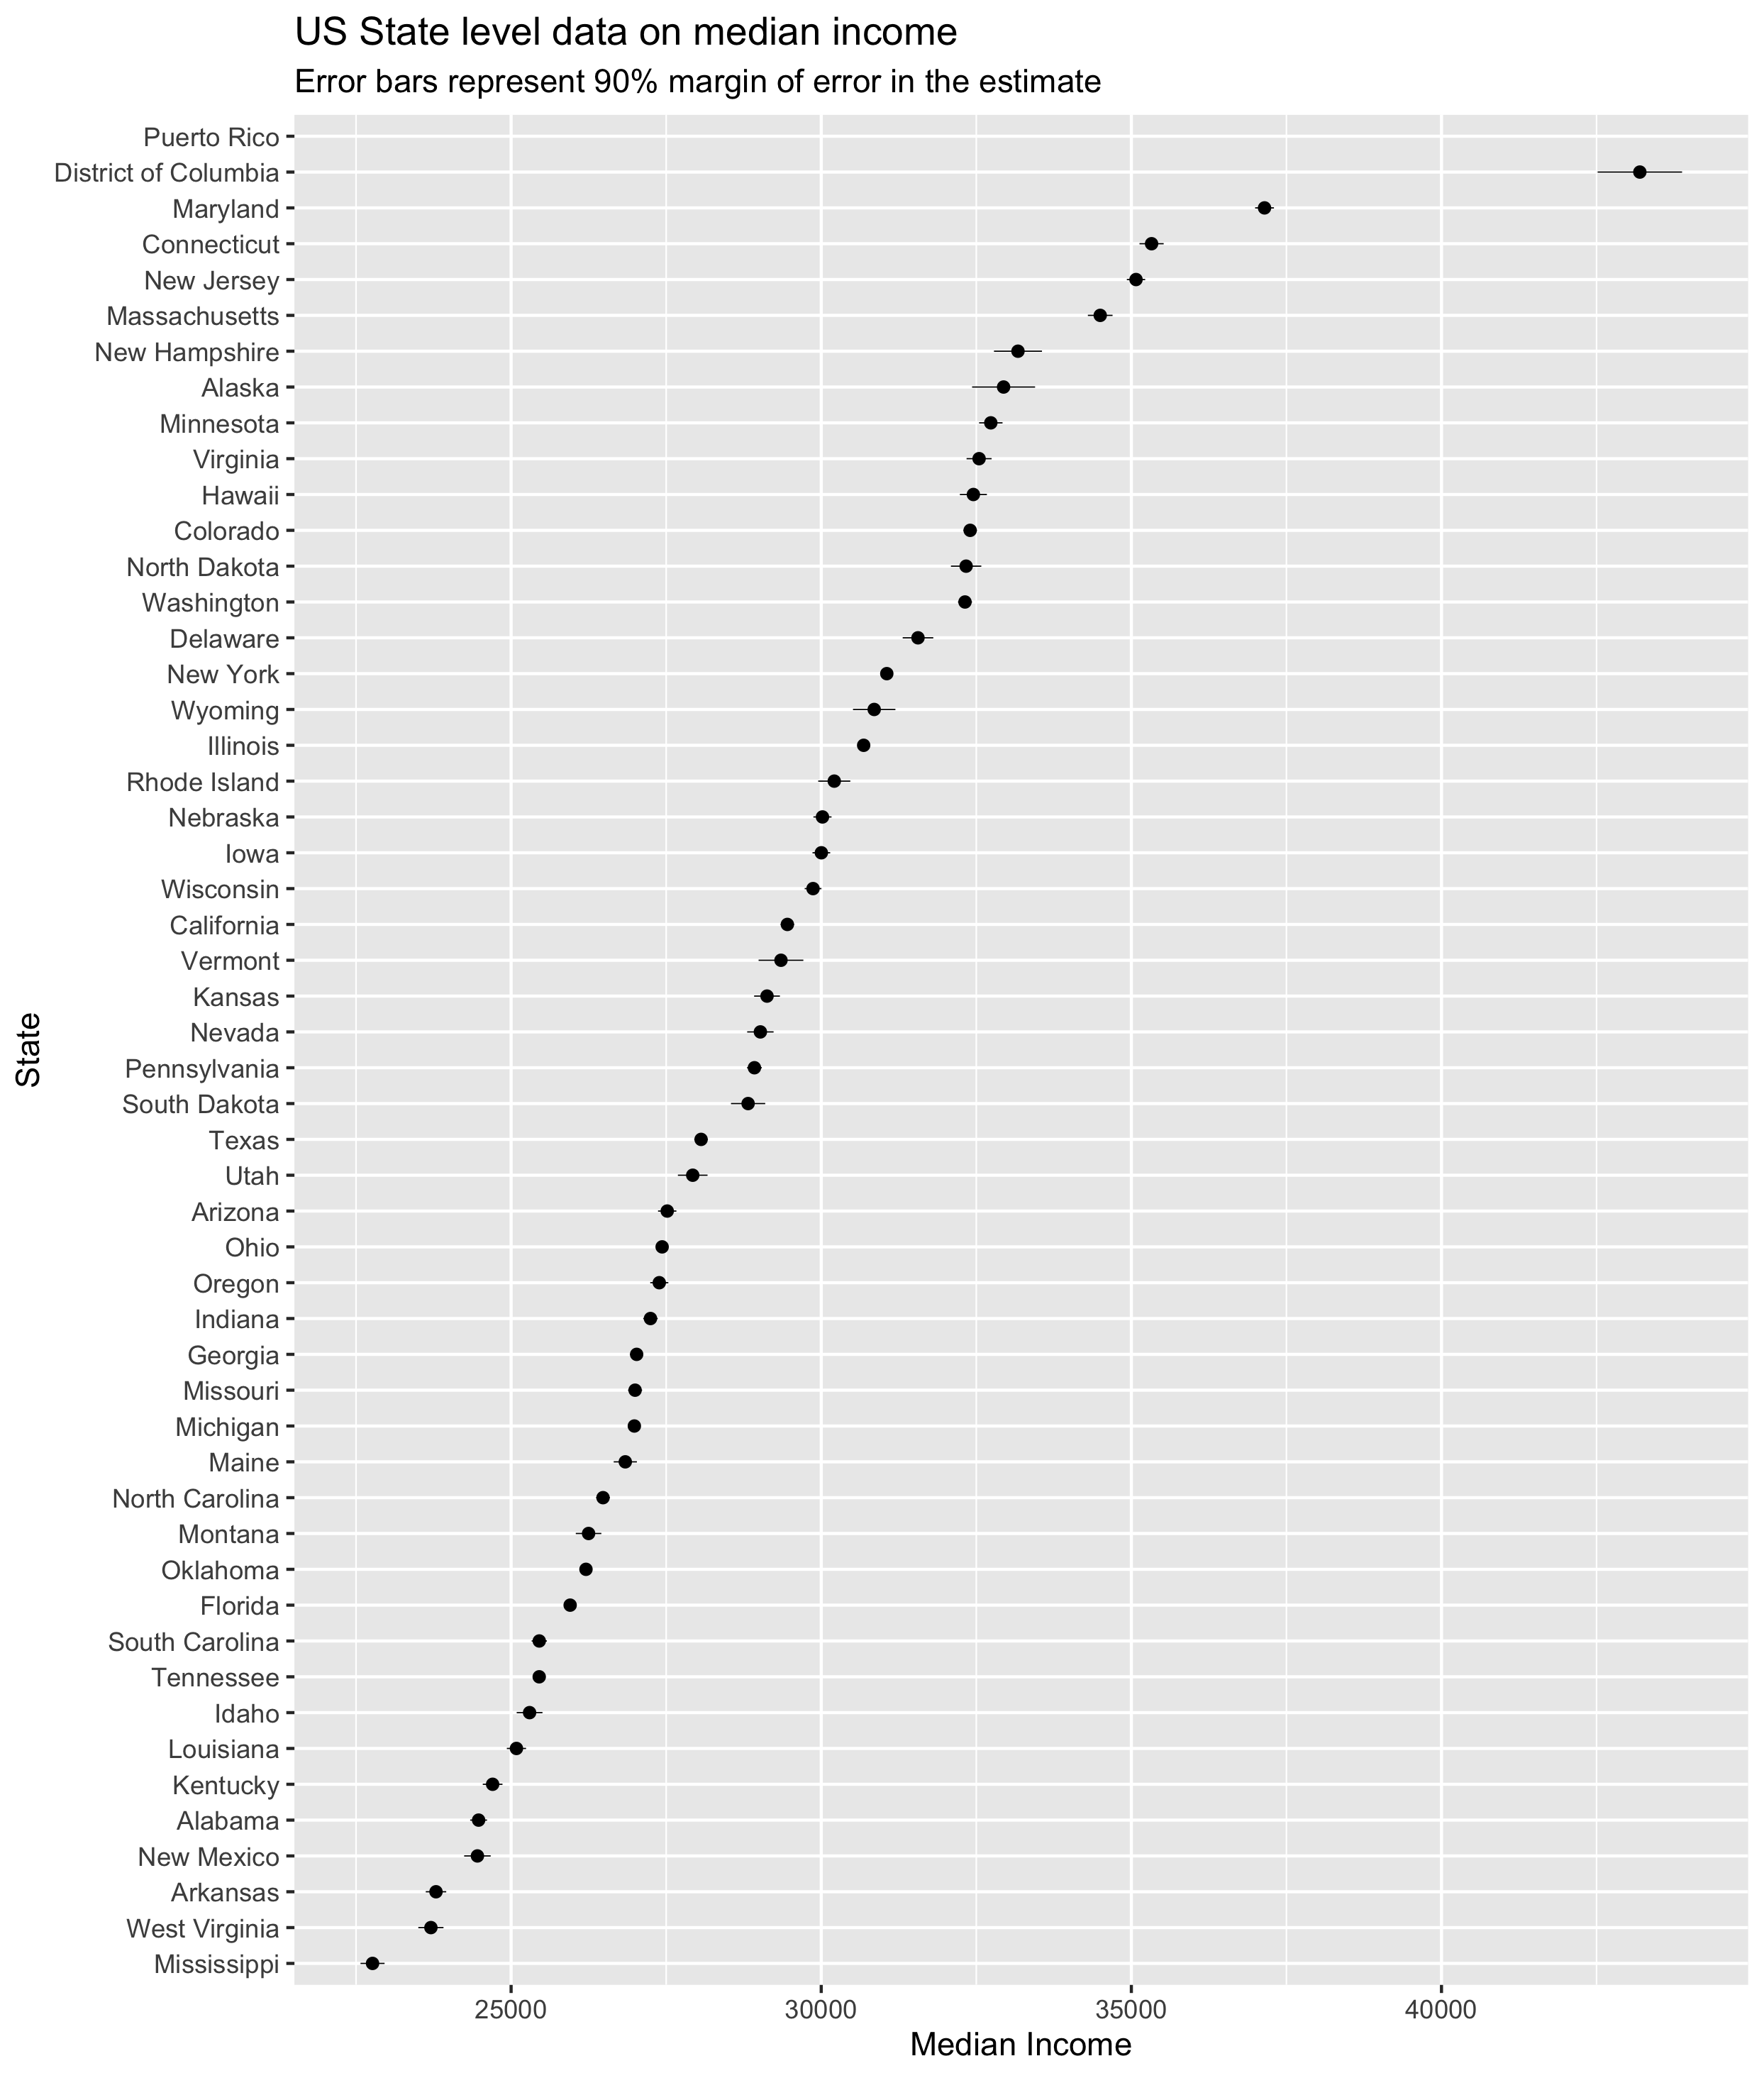 US State level data on median income
Error bars represent 90% margin of error in the estimate
Puerto Rico
District of Columbia
Maryland
Connecticut
New Jersey
Massachusetts
New Hampshire
Alaska
Minnesota
Virginia
Hawaii
Colorado
North Dakota
Washington
Delaware
New York
Wyoming
Illinois
Rhode Island
Nebraska
Iowa
Wisconsin
California
Vermont
Kansas
Nevada
Pennsylvania
South Dakota
Texas
Utah
Arizona
Ohio
Oregon
Indiana
Georgia
Missouri
Michigan
Maine
North Carolina
Montana
Oklahoma
Florida
South Carolina
Tennessee
Idaho
Louisiana
Kentucky
Alabama
New Mexico
Arkansas
West Virginia
Mississippi
State
25000 30000 35000 40000
Median Income